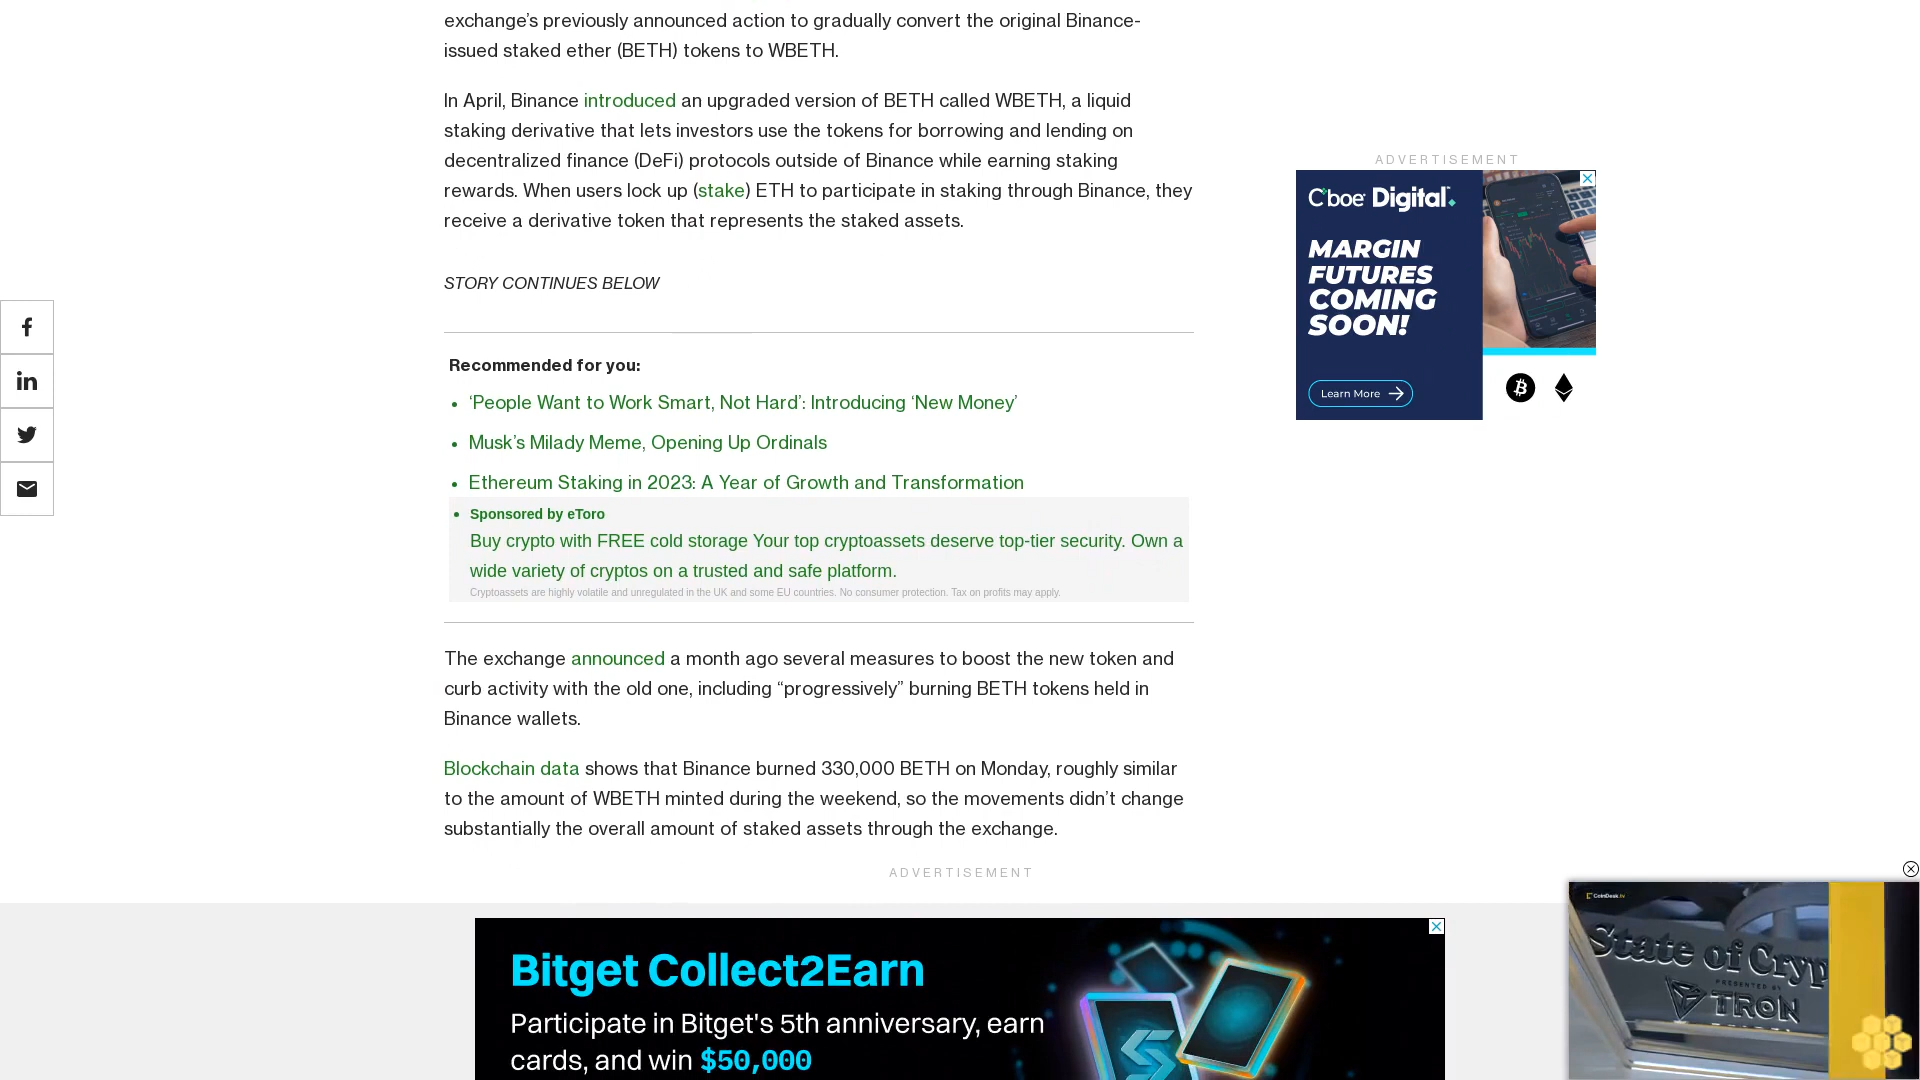 exchange’s previously announced action to gradually convert the original Binance-
issued staked ether (BETH) tokens to WBETH.
In April, Binance introduced an upgraded version of BETH called WBETH, a liquid
staking derivative that lets investors use the tokens for borrowing and lending on
decentralized finance (DeFi) protocols outside of Binance while earning staking
rewards. When users lock up (stake) ETH to participate in staking through Binance, they
receive a derivative token that represents the staked assets.
STORY CONTINUES BELOW
Recommended for you:
‘People Want to Work Smart, Not Hard’: Introducing ‘New Money’
Musk’s Milady Meme, Opening Up Ordinals
Ethereum Staking in 2023: A Year of Growth and Transformation
Sponsored by eToro
Buy crypto with FREE cold storage Your top cryptoassets deserve top-tier security. Own a
wide variety of cryptos on a trusted and safe platform.
Cryptoassets are highly volatile and unregulated in the UK and some EU countries. No consumer protection. Tax on profits may apply.
The exchange announced a month ago several measures to boost the new token and
curb activity with the old one, including “progressively” burning BETH tokens held in
Binance wallets.
Blockchain data shows that Binance burned 330,000 BETH on Monday, roughly similar
to the amount of WBETH minted during the weekend, so the movements didn’t change
substantially the overall amount of staked assets through the exchange.
ADVERTISEMENT
Cboe Digital
MARGIN
FUTURES
COMING
SOON!
Learn More
ADVERTISEMENT
Bitget Collect2Earn
Participate in Bitget's 5th anniversary, earn
cards, and win $50,000
CoinDesk.tv
State of Cryp
PRESENTED BY
TRON